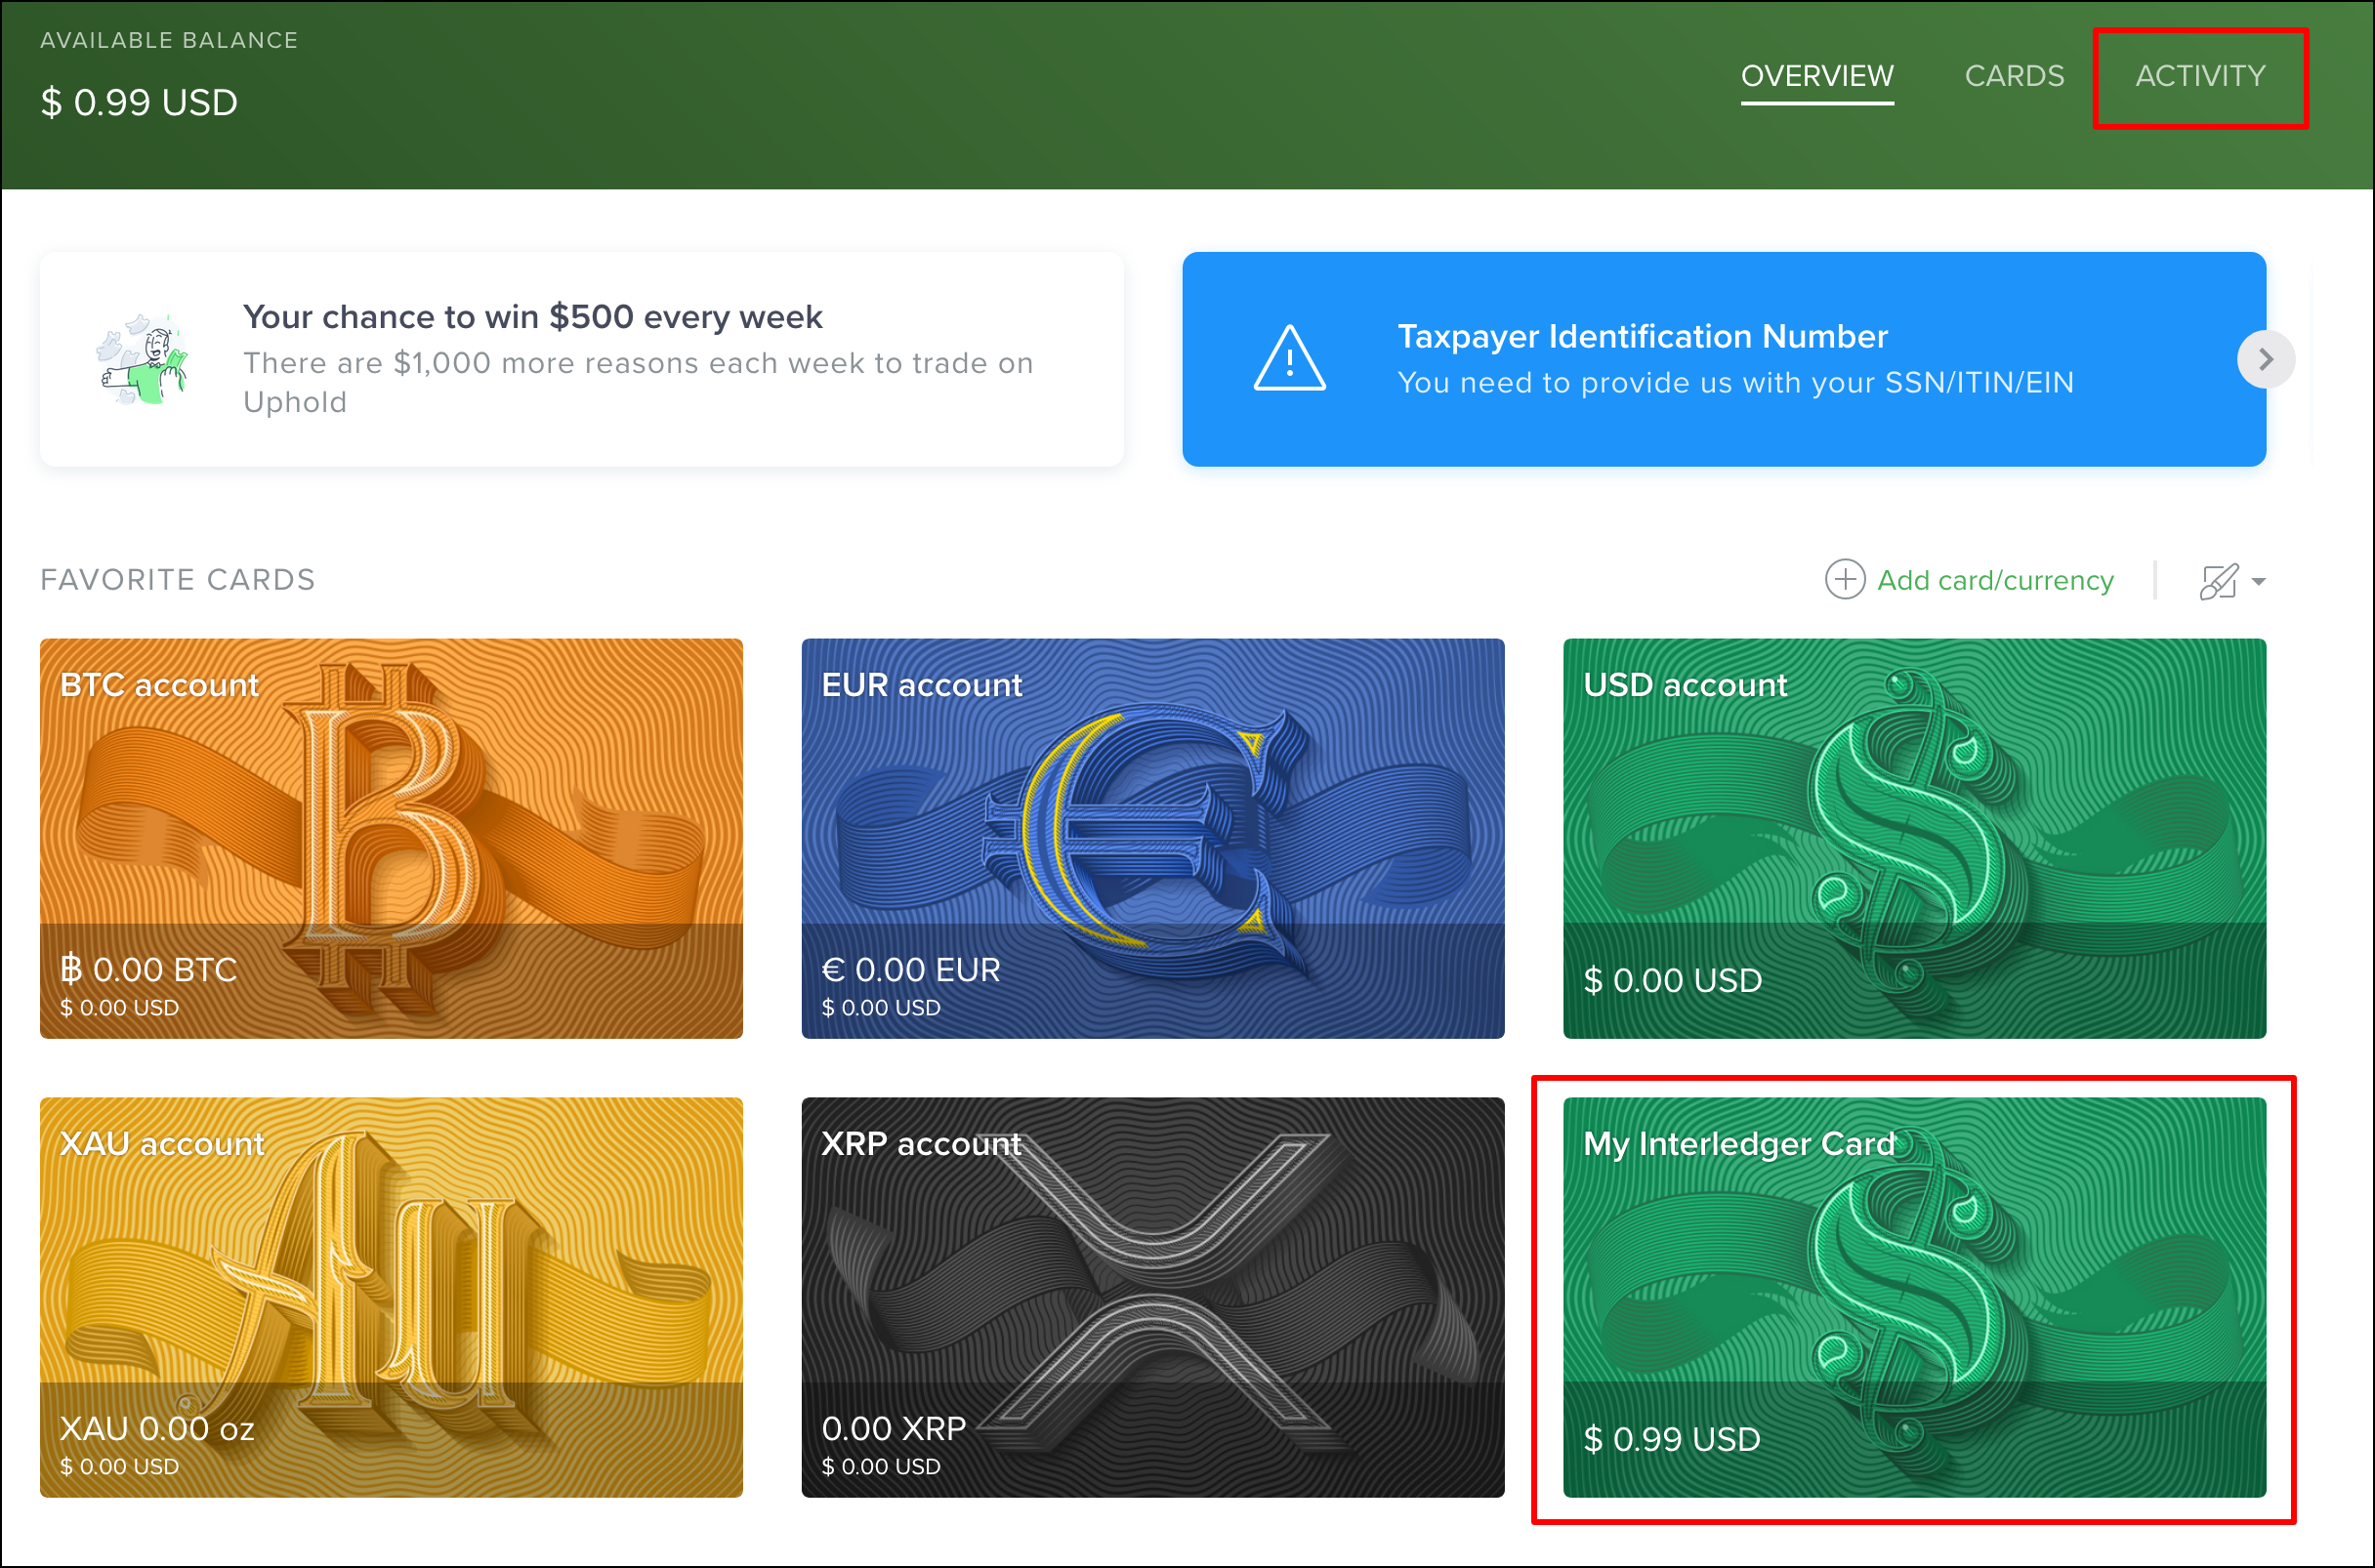 AVAILABLE BALANCE
$ 0.99 USD
OVERVIEW
CARDS
ACTIVITY
Your chance to win $500 every week
There are $1,000 more reasons each week to trade on
Uphold
Taxpayer Identification Number
You need to provide us with your SSN/ITIN/EIN
FAVORITE CARDS
Add card/currency
BTC account
₿ 0.00 BTC
$ 0.00 USD
EUR account
€ 0.00 EUR
$ 0.00 USD
USD account
$ 0.00 USD
XAU account
Au
XAU 0.00 oz
$ 0.00 USD
XRP account
0.00 XRP
$ 0.00 USD
My Interledger Card
$ 0.99 USD